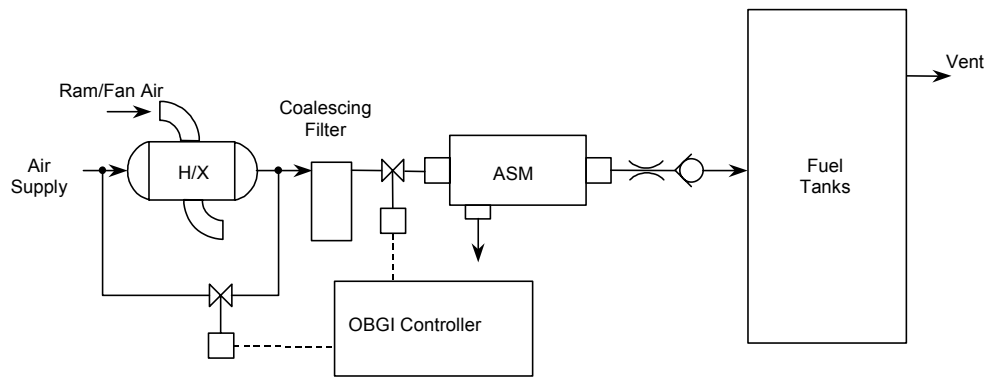 Vent
Ram/Fan Air
Coalescing
Filter
Air
Supply
H/X
ASM
Fuel
Tanks
OBGI Controller